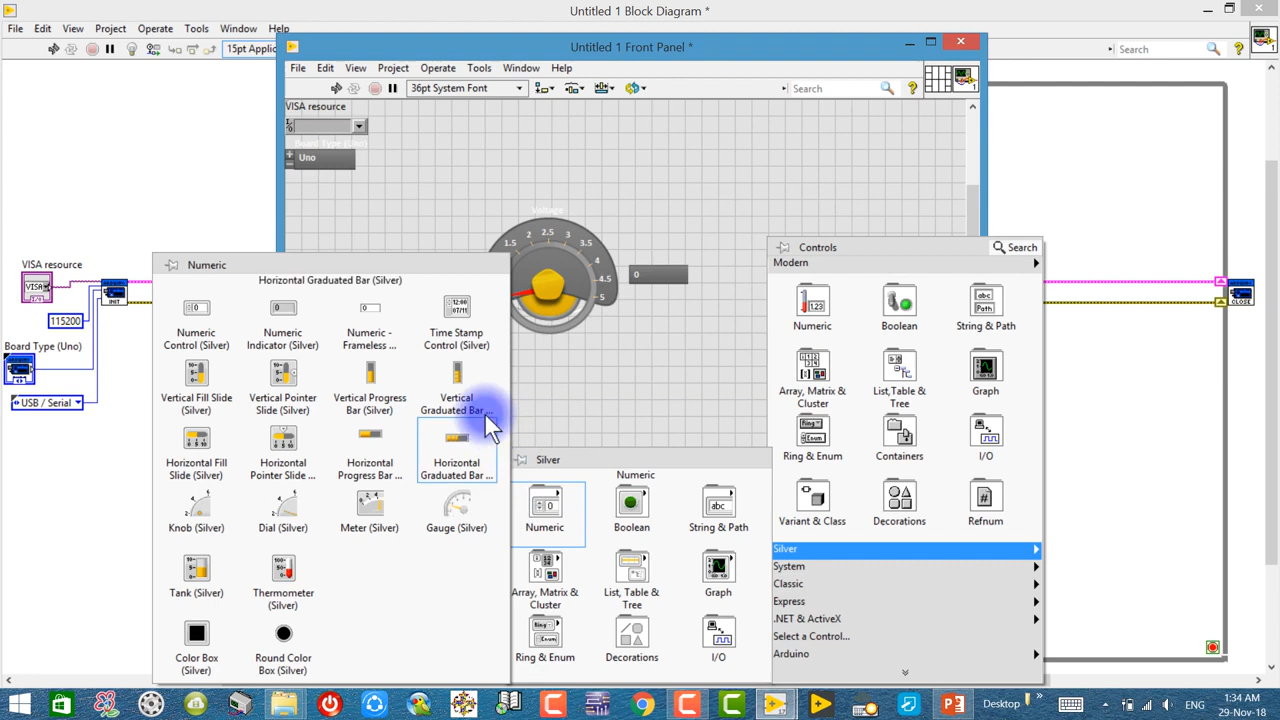 Untitled 1 Block Diagram *
File Edit View Project Operate Tools Window Help
15pt Applic
Search
Untitled 1 Front Panel *
File Edit View Project Operate Tools Window Help
36pt System Font
Search
VISA resource
I/O
Board Type (Uno)
Uno
Voltage
1.5 2 2.5 3 3.5 4 4.5 5
0
VISA resource
VISA
115200
INIT
Board Type (Uno)
USB / Serial
CLOSE
Numeric
Horizontal Graduated Bar (Silver)
Numeric Control (Silver)
Numeric Indicator (Silver)
Numeric - Frameless ...
Time Stamp Control (Silver)
Vertical Fill Slide (Silver)
Vertical Pointer Slide (Silver)
Vertical Progress Bar (Silver)
Vertical Graduated Bar ...
Horizontal Fill Slide (Silver)
Horizontal Pointer Slide ...
Horizontal Progress Bar ...
Horizontal Graduated Bar ...
Knob (Silver)
Dial (Silver)
Meter (Silver)
Gauge (Silver)
Tank (Silver)
Thermometer (Silver)
Color Box (Silver)
Round Color Box (Silver)
Silver
Numeric
Numeric
Boolean
String & Path
Array, Matrix & Cluster
List, Table & Tree
Graph
Ring & Enum
Decorations
I/O
Controls
Search
Modern
Numeric
Boolean
String & Path
Array, Matrix & Cluster
List, Table & Tree
Graph
Ring & Enum
Containers
I/O
Variant & Class
Decorations
Refnum
Silver
System
Classic
Express
.NET & ActiveX
Select a Control...
Arduino
Desktop
1:34 AM
29-Nov-18